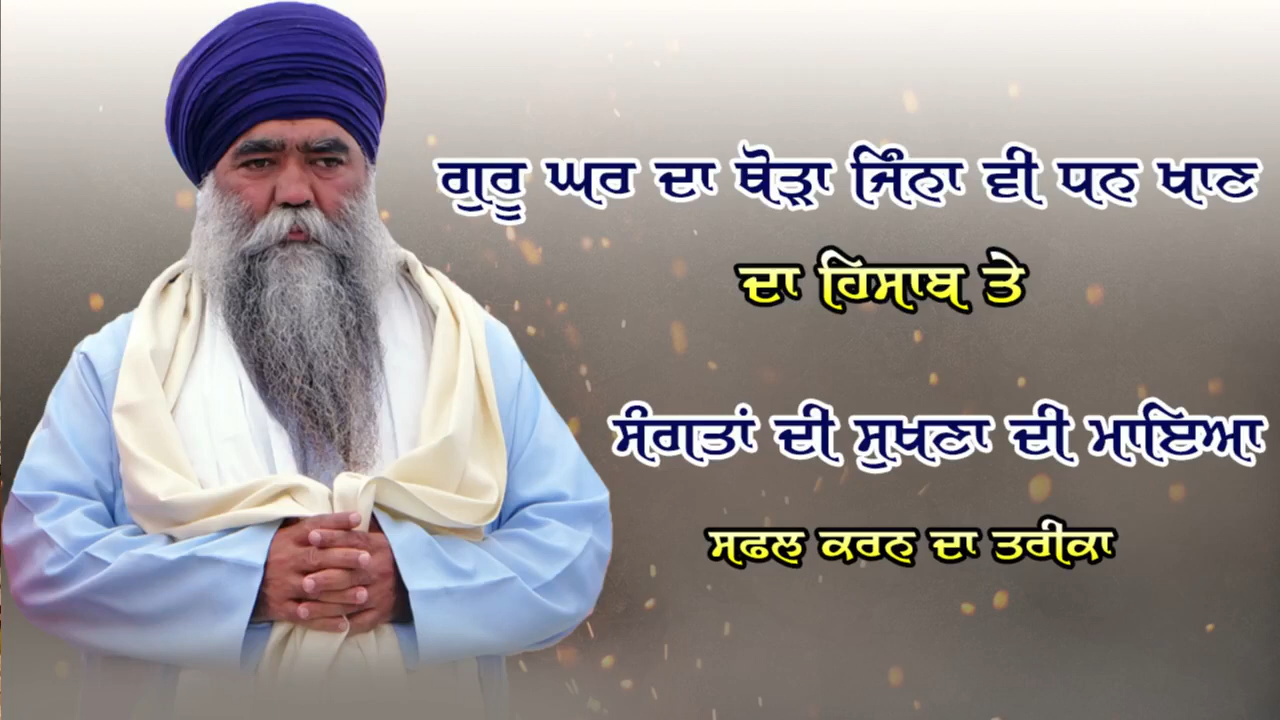 ਗੁਰੂ ਘਰ ਦਾ ਥੋੜਾ ਜਿੰਨਾ ਵੀ ਧਨ ਖਾਣ
ਦਾ ਹਿਸਾਬ ਤੇ
ਸੰਗਤਾਂ ਦੀ ਸੁਖਣਾ ਦੀ ਮਾਇਆ
ਸਫਲ ਕਰਨ ਦਾ ਤਰੀਕਾ